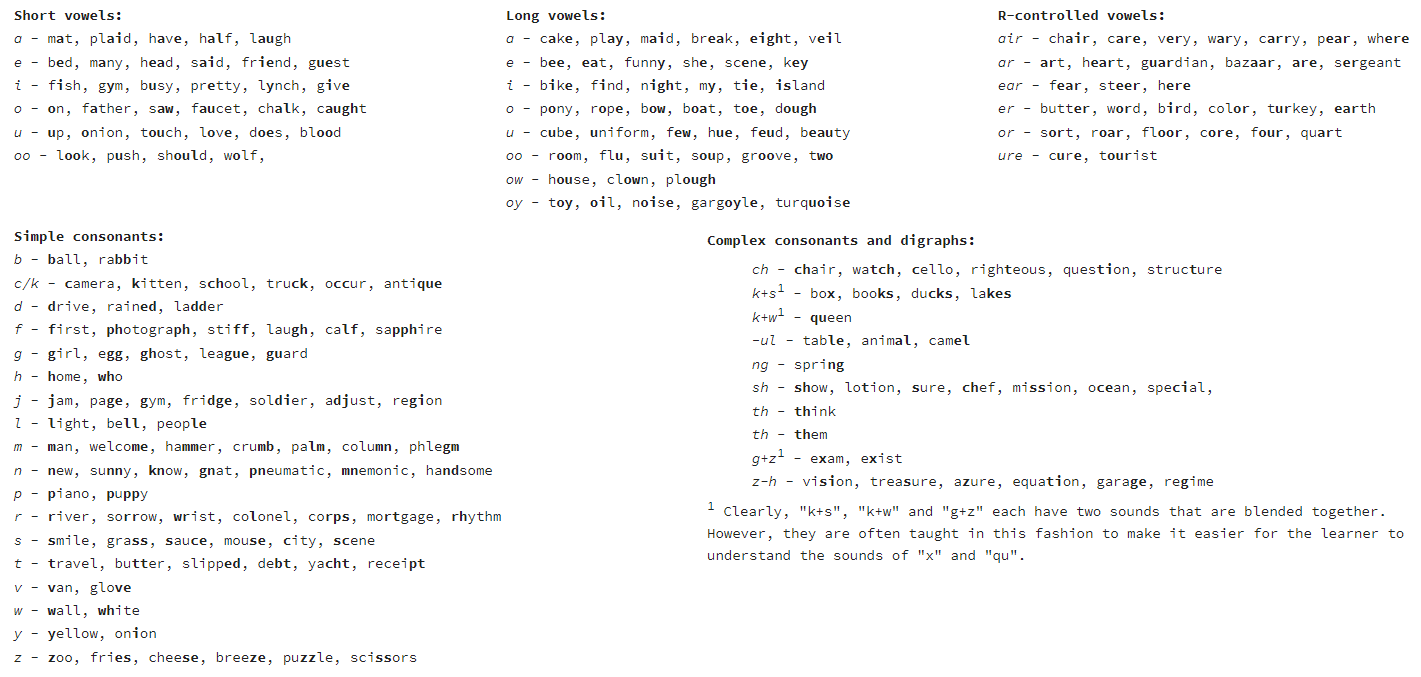 Short vowels:
a - mat, plaid, have, half, laugh
e - bed, many, head, said, friend, guest
i - fish, gym, busy, pretty, lynch, give
o - on, father, saw, faucet, chalk, caught
u - up, onion, touch, love, does, blood
oo - look, push, should, wolf,
Long vowels:
a - cake, play, maid, break, eight, veil
e - bee, eat, funny, she, scene, key
i - bike, find, night, my, tie, island
o - pony, rope, bow, boat, toe, dough
u - cube, uniform, few, hue, feud, beauty
oo - room, flu, suit, soup, groove, two
ow - house, clown, plough
oy - toy, oil, noise, gargoyle, turquoise
R-controlled vowels:
air - chair, care, very, wary, carry, pear, where
ar - art, heart, guardian, bazaar, are, sergeant
ear - fear, steer, here
er - butter, word, bird, color, turkey, earth
or - sort, roar, floor, core, four, quart
ure - cure, tourist
Simple consonants:
b - ball, rabbit
c/k - camera, kitten, school, truck, occur, antique
d - drive, rained, ladder
f - first, photograph, stiff, laugh, calf, sapphire
g - girl, egg, ghost, league, guard
h - home, who
j - jam, page, gym, fridge, soldier, adjust, region
l - light, bell, people
m - man, welcome, hammer, crumb, palm, column, phlegm
n - new, sunny, know, gnat, pneumatic, mnemonic, handsome
p - piano, puppy
r - river, sorrow, wrist, colonel, corps, mortgage, rhythm
s - smile, grass, sauce, mouse, city, scene
t - travel, butter, slipped, debt, yacht, receipt
v - van, glove
w - wall, white
y - yellow, onion
z - zoo, fries, cheese, breeze, puzzle, scissors
Complex consonants and digraphs:
ch - chair, watch, cello, righteous, question, structure
k+s¹ - box, books, ducks, lakes
k+w¹ - queen
-ul - table, animal, camel
ng - spring
sh - show, lotion, sure, chef, mission, ocean, special,
th - think
th - them
g+z¹ - exam, exist
z-h - vision, treasure, azure, equation, garage, regime
¹ Clearly, "k+s", "k+w" and "g+z" each have two sounds that are blended together.
However, they are often taught in this fashion to make it easier for the learner to
understand the sounds of "x" and "qu".